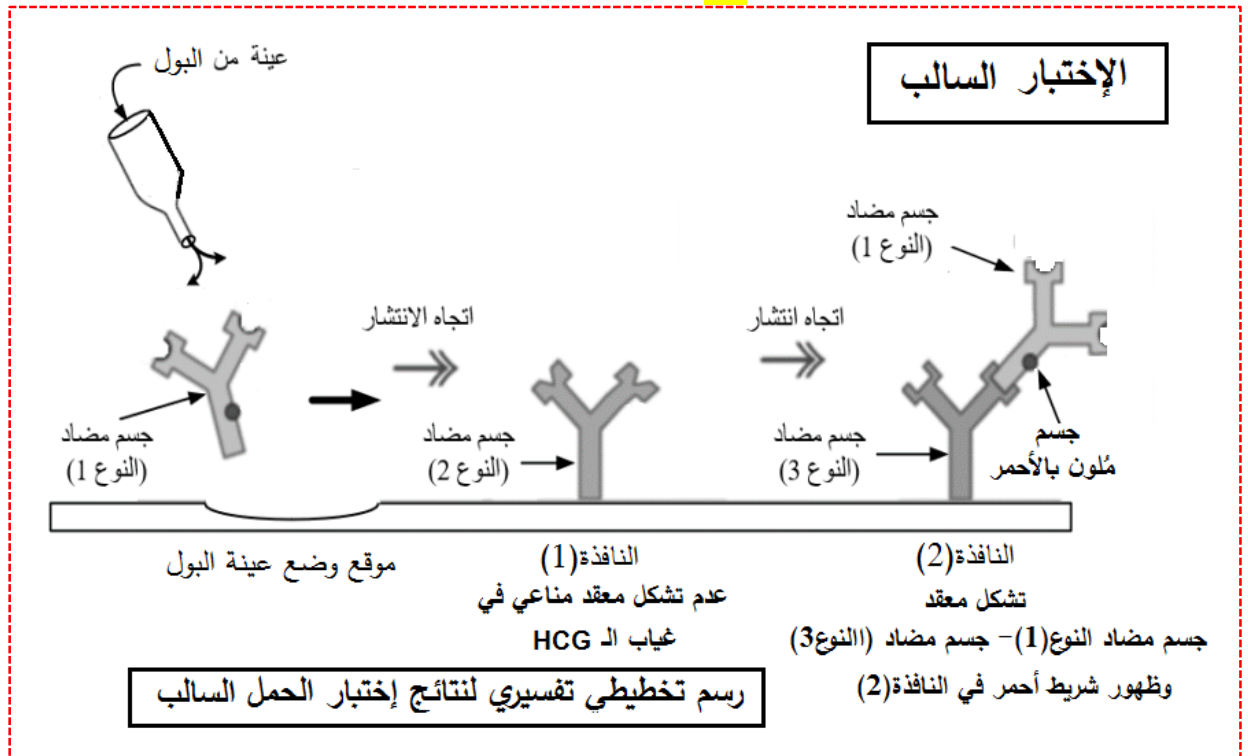 الإختبار السالب
عينة من البول
جسم مضاد
(النوع 1)
اتجاه الانتشار
جسم مضاد
(النوع 2)
اتجاه انتشار
جسم مضاد
(النوع 3)
جسم مضاد
(النوع 1)
جسم
مُلون بالأحمر
موقع وضع عينة البول
النافذة(1)
عدم تشكل معقد مناعي في
غياب الـ HCG
النافذة(2)
تشكل معقد
جسم مضاد النوع(1)- جسم مضاد (االنوع3)
وظهور شريط أحمر في النافذة(2)
رسم تخطيطي تفسيري لنتائج إختبار الحمل السالب